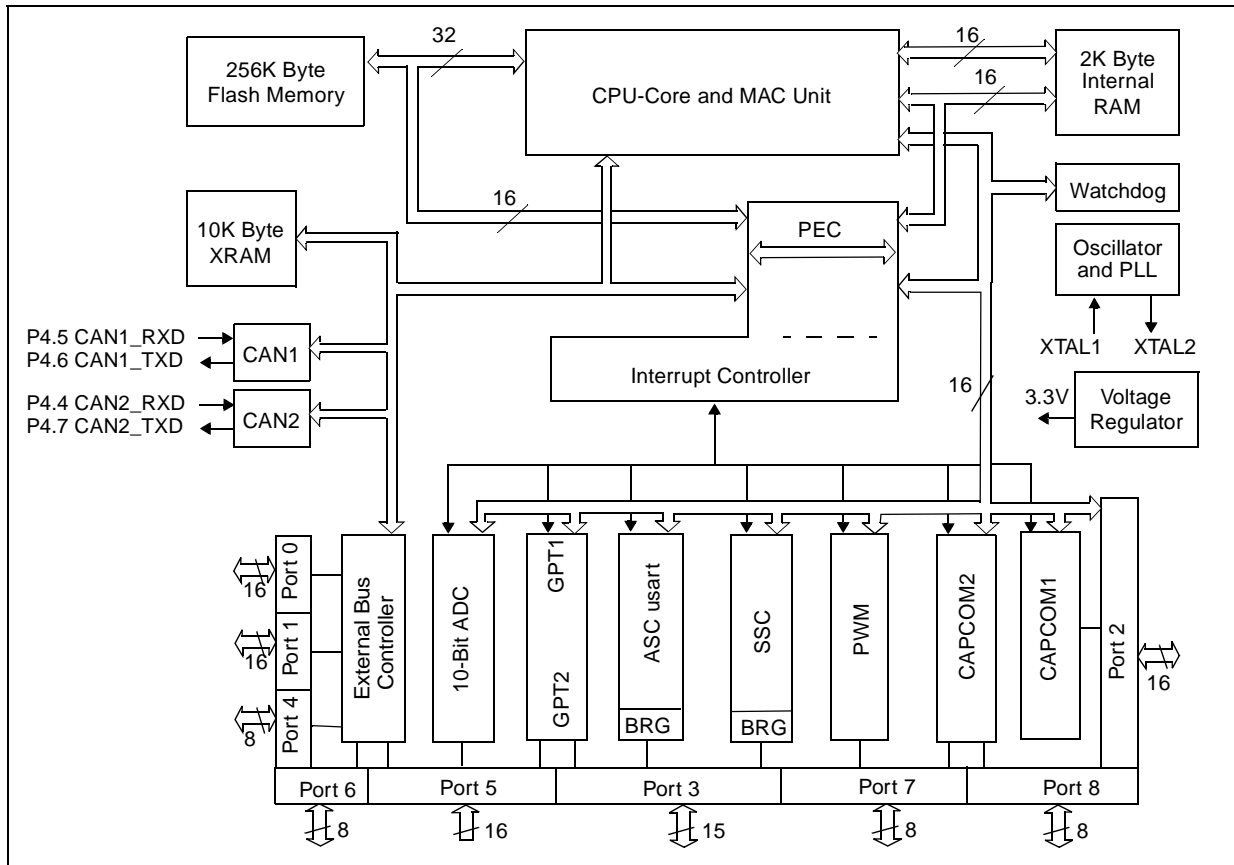 32
16
256K Byte
Flash Memory
CPU-Core and MAC Unit
2K Byte
Internal
RAM
16
16
Watchdog
10K Byte
XRAM
PEC
Oscillator
and PLL
P4.5 CAN1_RXD
P4.6 CAN1_TXD
CAN1
XTAL1
XTAL2
Interrupt Controller
16
P4.4 CAN2_RXD
P4.7 CAN2_TXD
CAN2
3.3V
Voltage
Regulator
Port 0
16
Port 1
16
Port 4
8
External Bus
Controller
10-Bit ADC
GPT1
GPT2
ASC usart
BRG
SSC
BRG
PWM
CAPCOM2
CAPCOM1
Port 2
16
Port 6
Port 5
Port 3
Port 7
Port 8
8
16
15
8
8